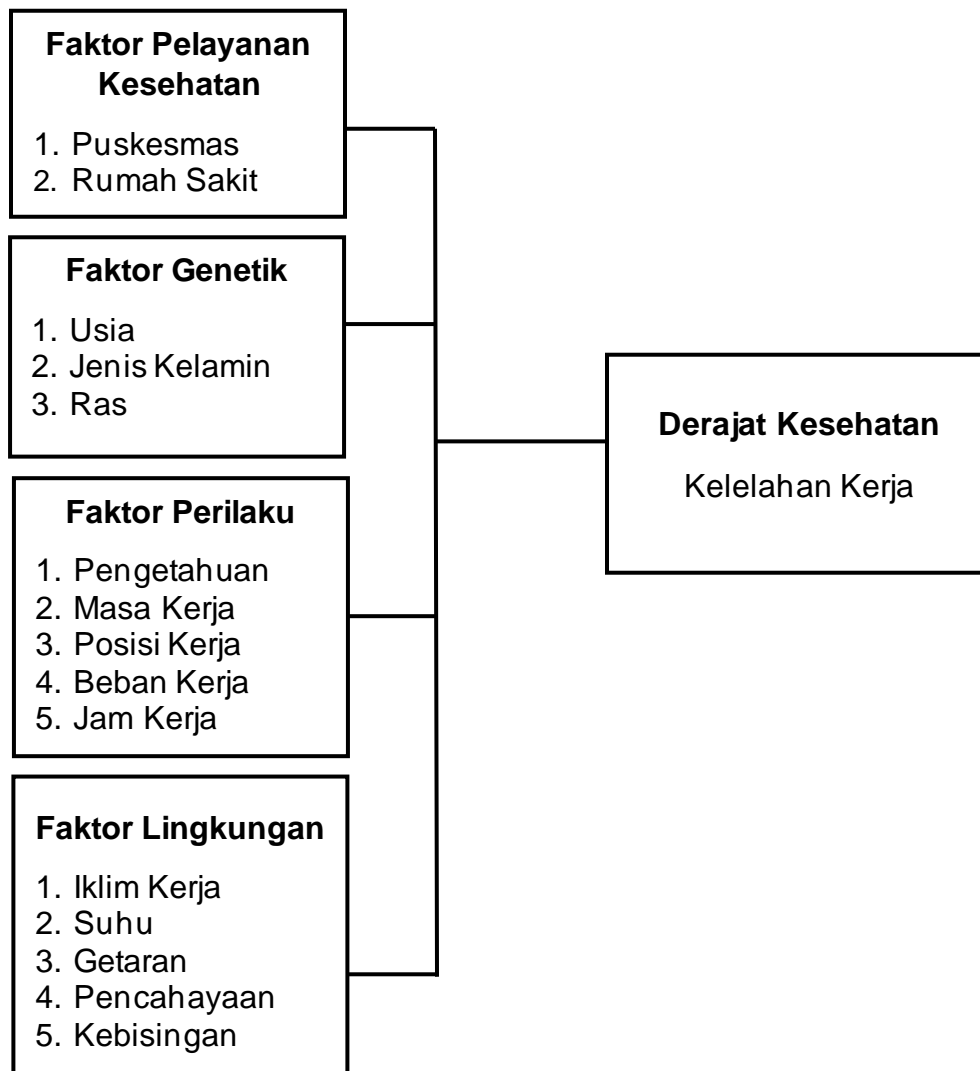 Faktor Pelayanan
Kesehatan
1. Puskesmas
2. Rumah Sakit
Faktor Genetik
1. Usia
2. Jenis Kelamin
3. Ras
Faktor Perilaku
1. Pengetahuan
2. Masa Kerja
3. Posisi Kerja
4. Beban Kerja
5. Jam Kerja
Faktor Lingkungan
1. Iklim Kerja
2. Suhu
3. Getaran
4. Pencahayaan
5. Kebisingan
Derajat Kesehatan
Kelelahan Kerja